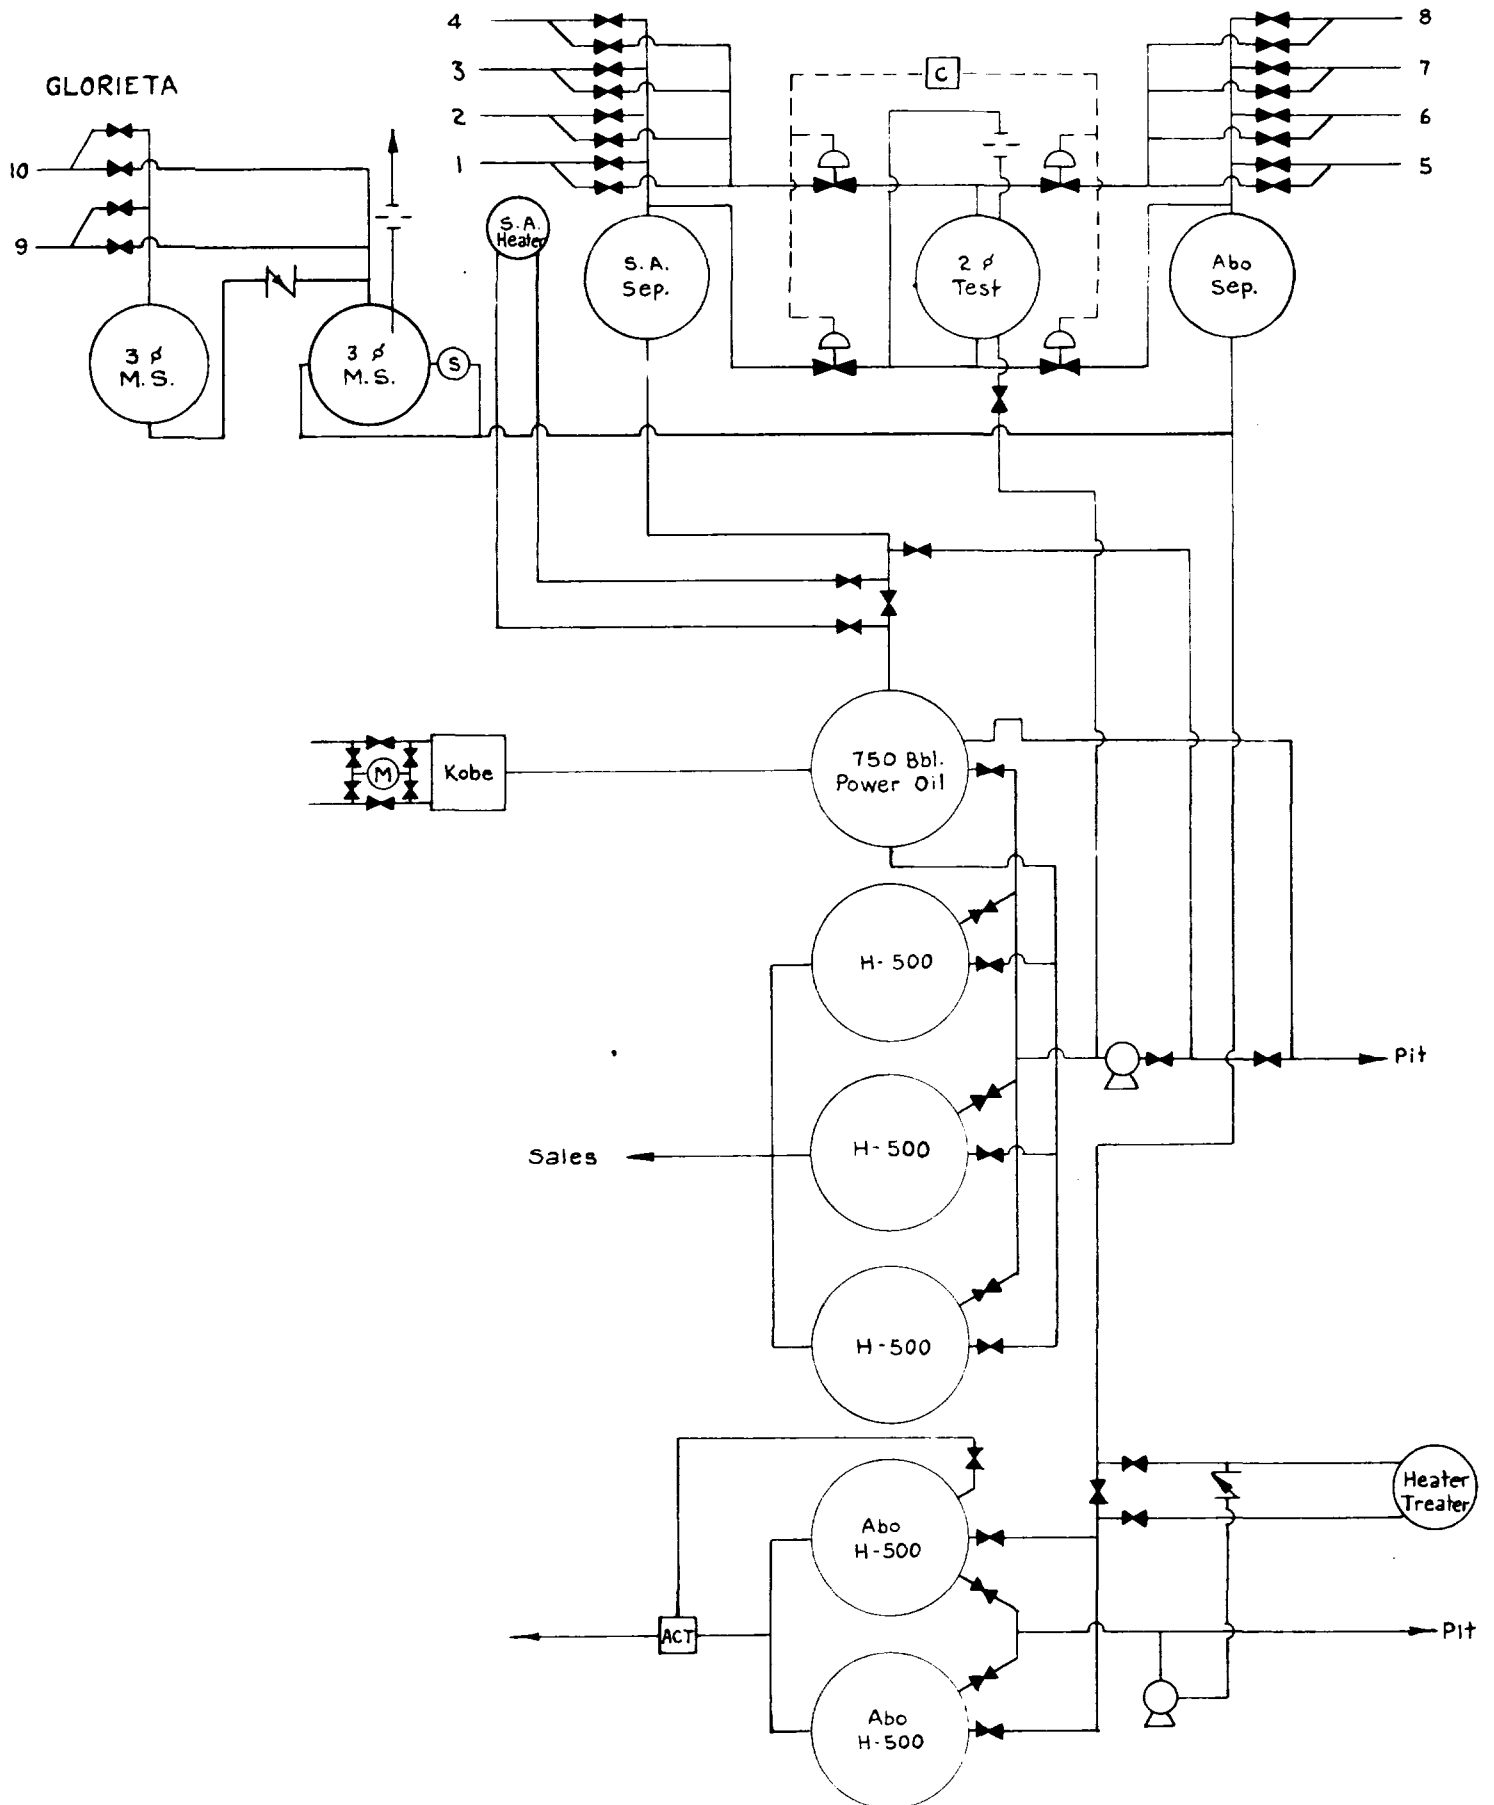 4
8
C
3
7
GLORIETA
2
6
10
1
5
S.A.
Heater
9
S.A.
Sep.
2 ø
Test
Abo
Sep.
3 ø
M.S.
3 ø
M.S.
S
750 Bbl.
Power Oil
M
Kobe
H-500
Pit
H-500
Sales
H-500
Heater
Treater
Abo
H-500
ACT
Pit
Abo
H-500